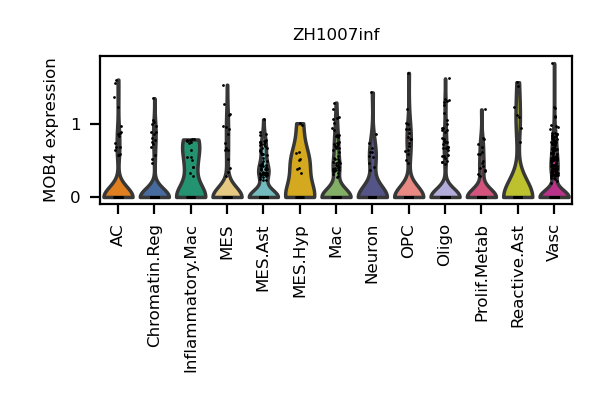 ZH1007inf
MOB4 expression
1
0
AC
Chromatin.Reg
Inflammatory.Mac
MES
MES.Ast
MES.Hyp
Mac
Neuron
OPC
Oligo
Prolif.Metab
Reactive.Ast
Vasc